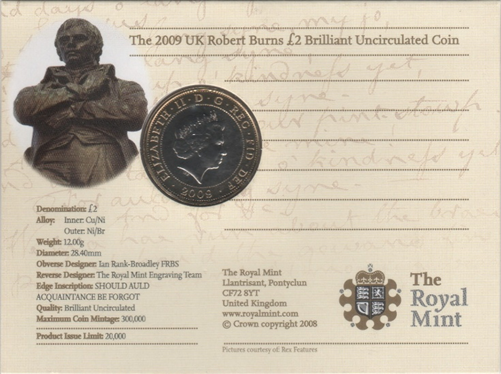 The 2009 UK Robert Burns £2 Brilliant Uncirculated Coin
ELIZABETH·II·D·G·REG·FID·DEF·2009
Denomination: £2
Alloy: Inner: Cu/Ni
Outer: Ni/Br
Weight: 12.00g
Diameter: 28.40mm
Obverse Designer: Ian Rank-Broadley FRBS
Reverse Designer: The Royal Mint Engraving Team
Edge Inscription: SHOULD AULD
ACQUAINTANCE BE FORGOT
Quality: Brilliant Uncirculated
Maximum Coin Mintage: 300,000
Product Issue Limit: 20,000
The Royal Mint
Llantrisant, Pontyclun
CF72 8YT
United Kingdom
www.royalmint.com
© Crown copyright 2008
Pictures courtesy of: Rex Features
The
Royal
Mint